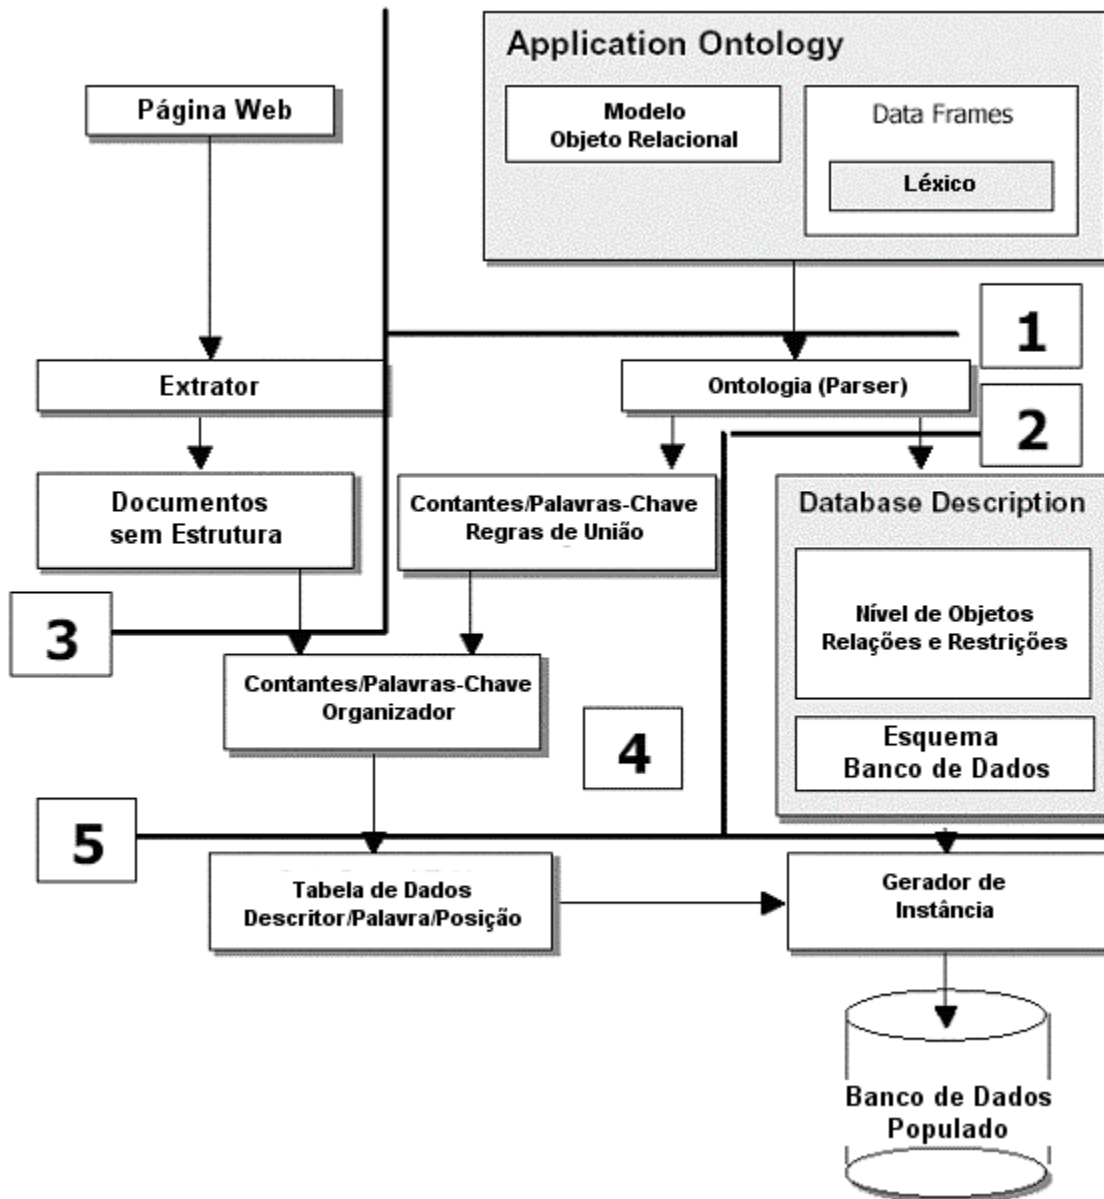 Application Ontology
Página Web
Modelo
Objeto Relacional
Data Frames
Léxico
1
Extrator
Ontologia (Parser)
2
Documentos
sem Estrutura
Contantes/Palavras-Chave
Regras de União
Database Description
Nível de Objetos
Relações e Restrições
3
Contantes/Palavras-Chave
Organizador
4
Esquema
Banco de Dados
5
Tabela de Dados
Descritor/Palavra/Posição
Gerador de
Instância
Banco de Dados
Populado